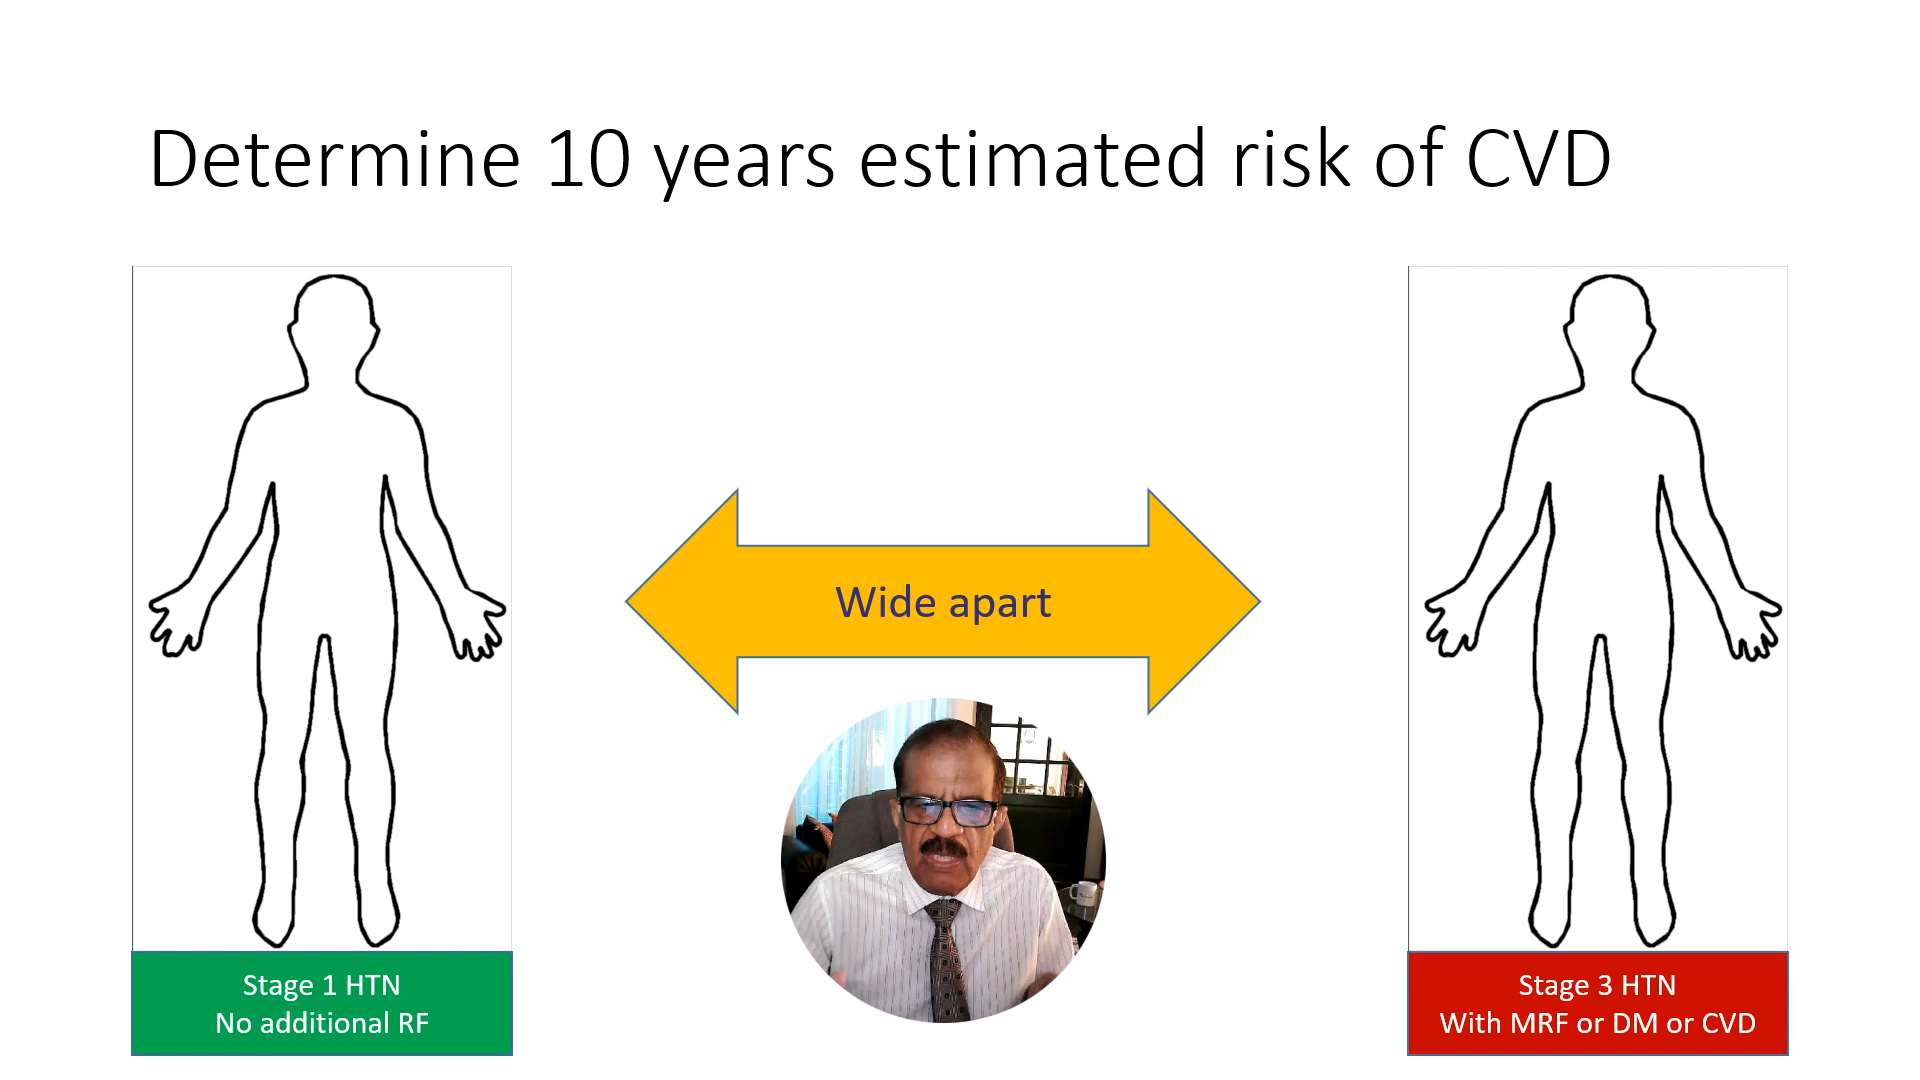 Determine 10 years estimated risk of CVD
Wide apart
Stage 1 HTN
No additional RF
Stage 3 HTN
With MRF or DM or CVD